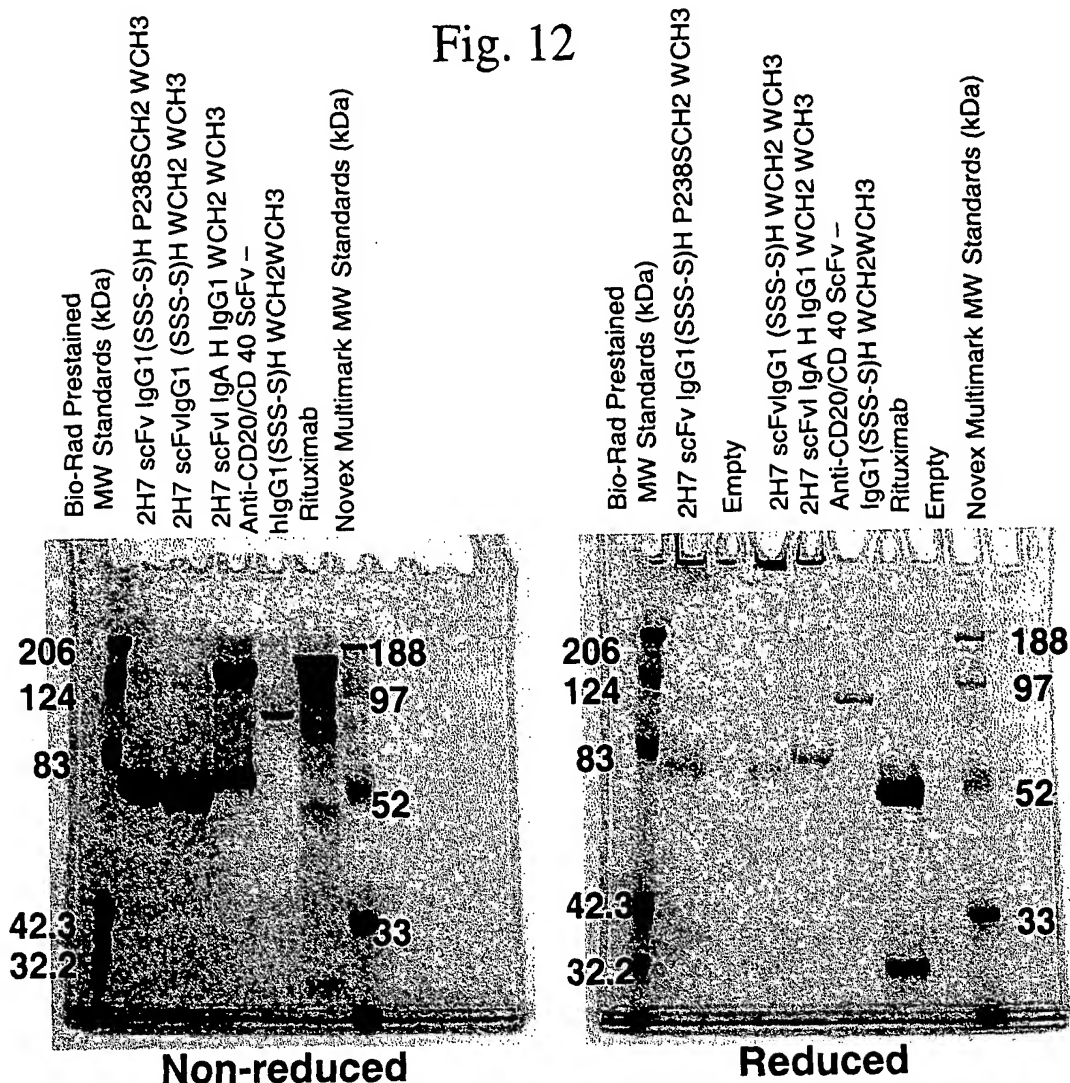 Fig. 12
Bio-Rad Prestained
MW Standards (kDa)
2H7 scFv IgG1(SSS-S)H P238SCH2 WCH3
2H7 scFvIgG1 (SSS-S)H WCH2 WCH3
2H7 scFvI IgA H IgG1 WCH2 WCH3
Anti-CD20/CD 40 ScFv –
hIgG1(SSS-S)H WCH2WCH3
Rituximab
Novex Multimark MW Standards (kDa)
206
124
83
42.3
32.2
188
97
52
33
Non-reduced
Bio-Rad Prestained
MW Standards (kDa)
2H7 scFv IgG1(SSS-S)H P238SCH2 WCH3
Empty
2H7 scFvIgG1 (SSS-S)H WCH2 WCH3
2H7 scFvI IgA H IgG1 WCH2 WCH3
Anti-CD20/CD 40 ScFv –
IgG1(SSS-S)H WCH2WCH3
Rituximab
Empty
Novex Multimark MW Standards (kDa)
206
124
83
42.3
32.2
188
97
52
33
Reduced